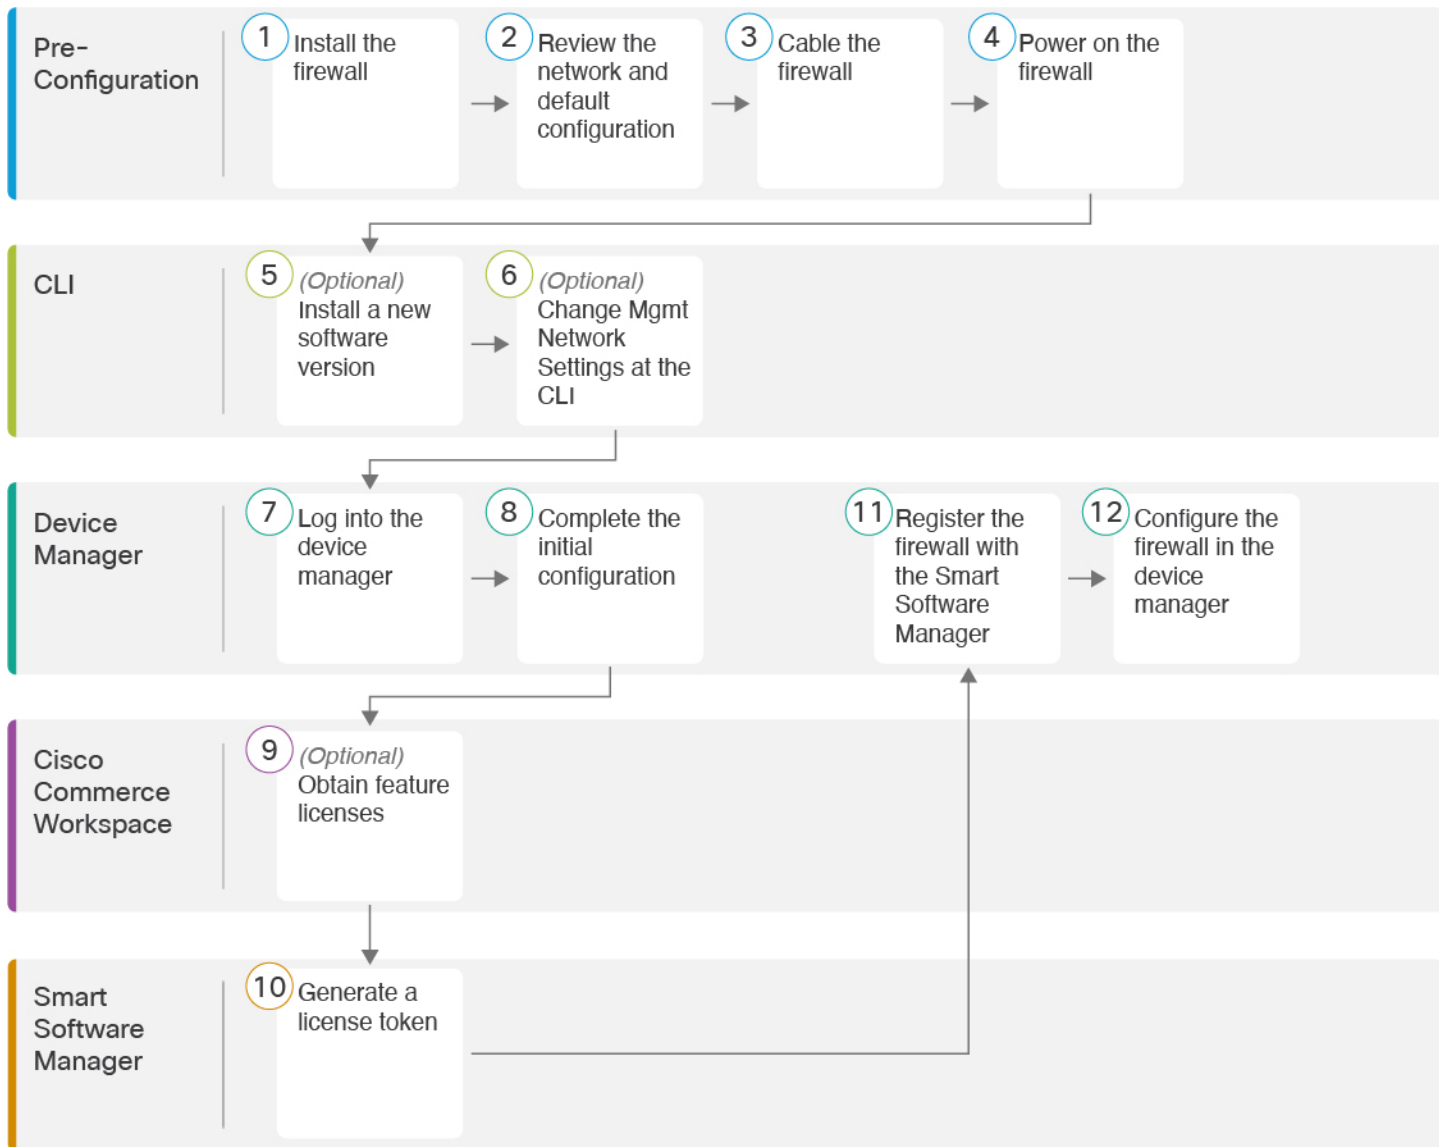 Pre-
Configuration
1
Install the
firewall
2
Review the
network and
default
configuration
3
Cable the
firewall
4
Power on the
firewall
CLI
5
(Optional)
Install a new
software
version
6
(Optional)
Change Mgmt
Network
Settings at the
CLI
Device
Manager
7
Log into the
device
manager
8
Complete the
initial
configuration
11
Register the
firewall with
the Smart
Software
Manager
12
Configure the
firewall in the
device
manager
Cisco
Commerce
Workspace
9
(Optional)
Obtain feature
licenses
Smart
Software
Manager
10
Generate a
license token